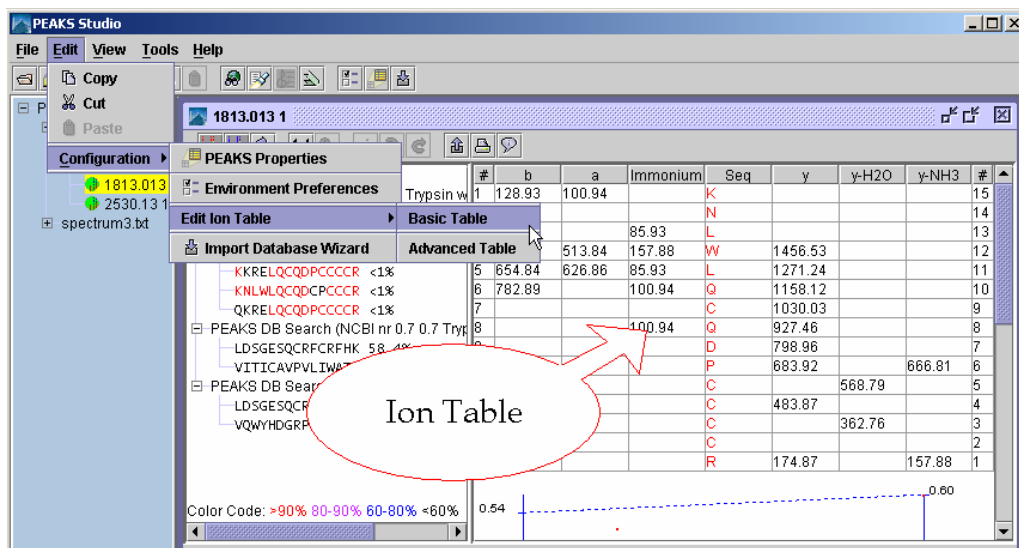 PEAKS Studio
File Edit View Tools Help
Copy
Cut
Paste
Configuration
PEAKS Properties
Environment Preferences
Edit Ion Table
Import Database Wizard
Basic Table
Advanced Table
P
1813.013
2530.13 1
spectrum3.txt
1813.013 1
Trypsin w
KKRELQCQDPCCCCR <1%
KNLWLQCQDCPCCCR <1%
QKRELQCQDPCCCCR <1%
PEAKS DB Search (NCBI nr 0.7 0.7 Tryp
LDSGESQCRFCRFHK 58.4%
VITICAVPVLIWAT
PEAKS DB Sear
LDSGESQCR
VQWYHDGRP
Color Code: >90% 80-90% 60-80% <60%
# b a Immonium Seq y y-H2O y-NH3 #
1 128.93 100.94 K 15
N 14
85.93 L 13
513.84 157.88 W 1456.53 12
5 654.84 626.86 85.93 L 1271.24 11
6 782.89 100.94 Q 1158.12 10
7 C 1030.03 9
8 100.94 Q 927.46 8
D 798.96 7
P 683.92 666.81 6
C 568.79 5
C 483.87 4
C 362.76 3
C 2
R 174.87 157.88 1
Ion Table
0.60
0.54